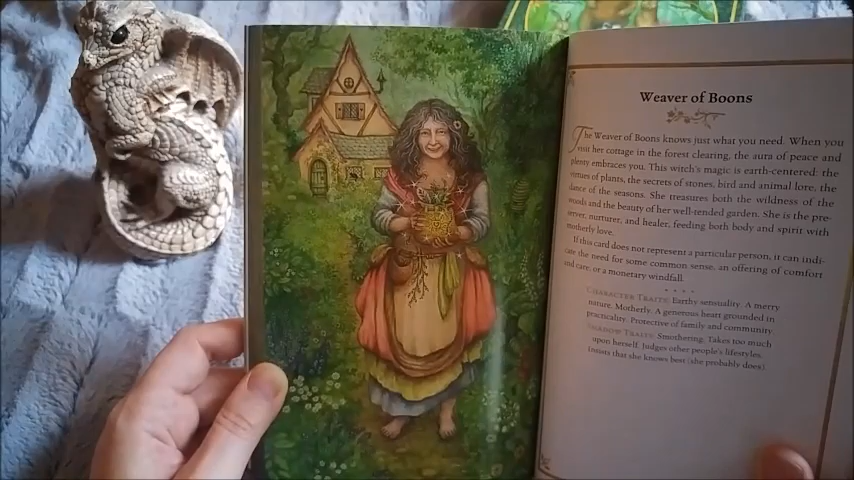 Weaver of Boons
The Weaver of Boons knows just what you need. When you
visit her cottage in the forest clearing, the aura of peace and
plenty embraces you. This witch's magic is earth-centered: the
virtues of plants, the secrets of stones, bird and animal lore, the
dance of the seasons. She treasures both the wildness of the
woods and the beauty of her well-tended garden. She is the pre-
server, nurturer, and healer, feeding both body and spirit with
motherly love.
If this card does not represent a particular person, it can indi-
cate the need for some common sense, an offering of comfort
and care, or a monetary windfall.
Character Traits: Earthy sensuality. A merry
nature. Motherly. A generous heart grounded in
practicality. Protective of family and community.
Shadow Traits: Smothering. Takes too much
upon herself. Judges other people's lifestyles.
Insists that she knows best (she probably does)